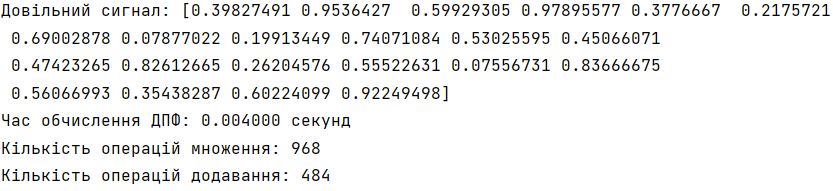 Довільний сигнал: [0.39827491 0.9536427  0.59929305 0.97895577 0.3776667  0.2175721
 0.69002878 0.07877022 0.19913449 0.74071084 0.53025595 0.45066071
 0.47423265 0.82612665 0.26204576 0.55522631 0.07556731 0.83666675
 0.56066993 0.35438287 0.60224099 0.92249498]
Час обчислення ДПФ: 0.004000 секунд
Кількість операцій множення: 968
Кількість операцій додавання: 484